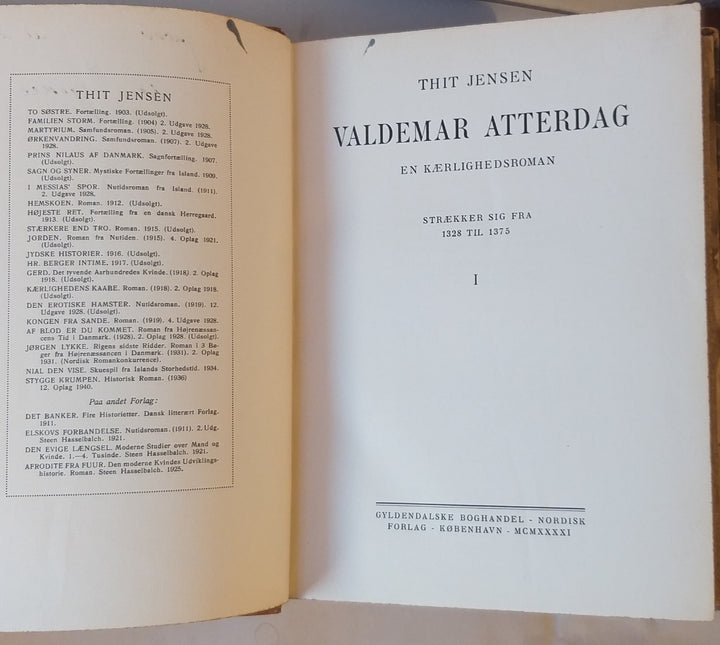 THIT JENSEN
TO SØSTRE. Fortælling. 1903. (Udsolgt).
FAMILIEN STORM. Fortælling. (1904) 2. Udgave 1928.
MARTYRIUM. Samfundsroman. (1905). 2. Udgave 1928.
ØRKENVANDRING. Samfundsroman. (1907). 2. Udgave
1928.
PRINS NILAUS AF DANMARK. Sagnfortælling. 1907.
(Udsolgt).
SAGN OG SYNER. Mystiske Fortællinger fra Island. 1909.
(Udsolgt).
I MESSIAS' SPOR. Nutidsroman fra Island. (1911).
2. Udgave 1928.
HEMSKOEN. Roman. 1912. (Udsolgt).
HØJESTE RET. Fortælling fra en dansk Herregaard.
1913. (Udsolgt).
STÆRKERE END TRO. Roman. 1915. (Udsolgt).
JORDEN. Roman fra Nutiden. (1915). 4. Oplag 1921.
(Udsolgt).
JYDSKE HISTORIER. 1916. (Udsolgt).
HR. BERGER INTIME. 1917. (Udsolgt).
GERD. Det tyvende Aarhundredes Kvinde. (1918). 2. Oplag
1918. (Udsolgt).
KÆRLIGHEDENS KAABE. Roman. (1918). 2. Oplag 1918.
(Udsolgt).
DEN EROTISKE HAMSTER. Nutidsroman. (1919). 12.
Udgave 1928. (Udsolgt).
KONGEN FRA SANDE. Roman. (1919). 4. Udgave 1928.
AF BLOD ER DU KOMMET. Roman fra Højrenæssan-
cens Tid i Danmark. (1928). 2. Oplag 1928. (Udsolgt).
JØRGEN LYKKE. Rigens sidste Ridder. Roman i 3 Bø-
ger fra Højrenæssancen i Danmark. (1931). 2. Oplag
1931. (Nordisk Romankonkurrence).
NIAL DEN VISE. Skuespil fra Islands Storhedstid. 1934.
STYGGE KRUMPEN. Historisk Roman. (1936)
12. Oplag 1940.
Paa andet Forlag:
DET BANKER. Fire Historietter. Dansk litterært Forlag.
1911.
ELSKOVS FORBANDELSE. Nutidsroman. (1911). 2. Udg.
Steen Hasselbalch. 1921.
DEN EVIGE LÆNGSEL. Moderne Studier over Mand og
Kvinde. 1.—4. Tusinde. Steen Hasselbalch. 1921.
AFRODITE FRA FUUR. Den moderne Kvindes Udviklings-
historie. Roman. Steen Hasselbalch. 1925.
THIT JENSEN
VALDEMAR ATTERDAG
EN KÆRLIGHEDSROMAN
STRÆKKER SIG FRA
1328 TIL 1375
I
GYLDENDALSKE BOGHANDEL - NORDISK
FORLAG - KØBENHAVN - MCMXXXXI